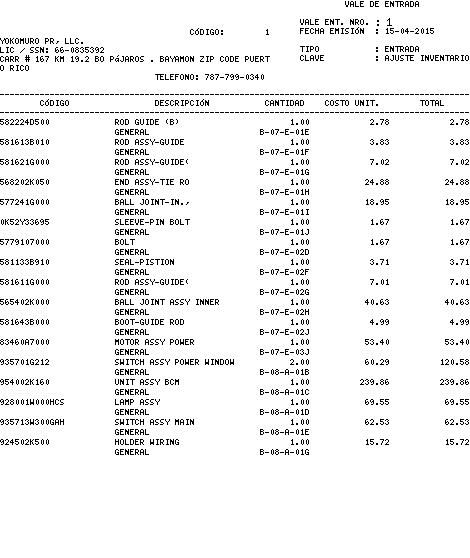 VALE DE ENTRADA
VALE ENT. NRO. : 1
CÓDIGO: 1 FECHA EMISIÓN : 15-04-2015
YOKOMURO PR, LLC.
LIC / SSN: 66-0835392 TIPO : ENTRADA
CARR # 167 KM 19.2 BO PáJAROS . BAYAMON ZIP CODE PUERT CLAVE : AJUSTE INVENTARIO
O RICO
TELEFONO: 787-799-0340
CÓDIGO DESCRIPCIÓN CANTIDAD COSTO UNIT. TOTAL
582224D500 ROD GUIDE (B) 1.00 2.78 2.78
GENERAL B-07-E-01E
581613B010 ROD ASSY-GUIDE 1.00 3.83 3.83
GENERAL B-07-E-01F
581621G000 ROD ASSY-GUIDE( 1.00 7.02 7.02
GENERAL B-07-E-01G
568202K050 END ASSY-TIE RO 1.00 24.88 24.88
GENERAL B-07-E-01H
577241G000 BALL JOINT-IN., 1.00 18.95 18.95
GENERAL B-07-E-01I
0K52Y33695 SLEEVE-PIN BOLT 1.00 1.67 1.67
GENERAL B-07-E-01J
5779107000 BOLT 1.00 1.67 1.67
GENERAL B-07-E-02D
581133B910 SEAL-PISTION 1.00 3.71 3.71
GENERAL B-07-E-02F
581611G000 ROD ASSY-GUIDE( 1.00 7.01 7.01
GENERAL B-07-E-02G
565402K000 BALL JOINT ASSY INNER 1.00 40.63 40.63
GENERAL B-07-E-02H
581643B000 BOOT-GUIDE ROD 1.00 4.99 4.99
GENERAL B-07-E-02J
83460A7000 MOTOR ASSY POWER 1.00 53.40 53.40
GENERAL B-07-E-03J
935701G212 SWITCH ASSY POWER WINDOW 2.00 60.29 120.58
GENERAL B-08-A-01B
954002K160 UNIT ASSY BCM 1.00 239.86 239.86
GENERAL B-08-A-01C
928001W000HCS LAMP ASSY 1.00 69.55 69.55
GENERAL B-08-A-01D
935713W300GAH SWITCH ASSY MAIN 1.00 62.53 62.53
GENERAL B-08-A-01E
924502K500 HOLDER WIRING 1.00 15.72 15.72
GENERAL B-08-A-01G